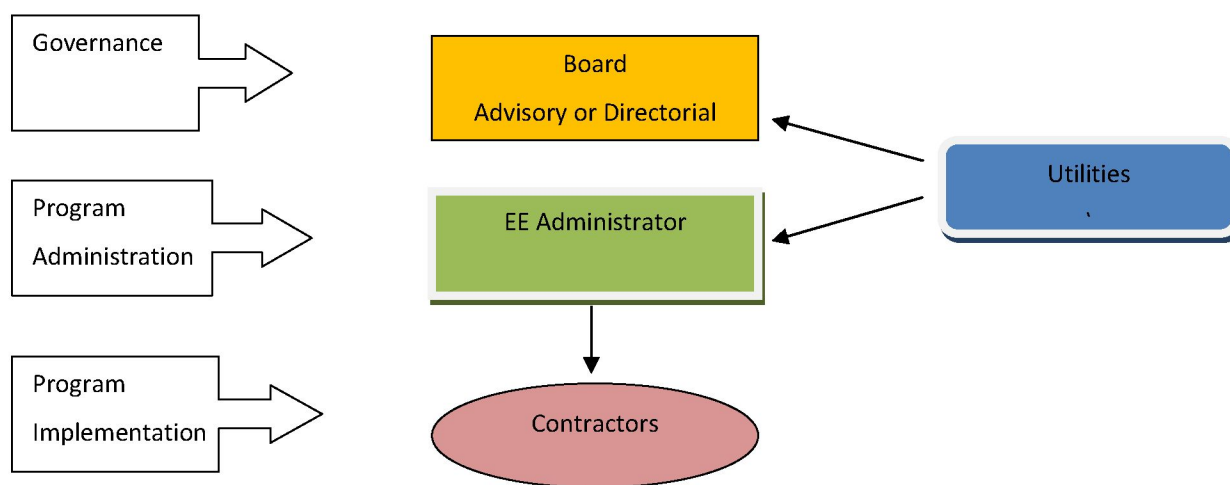 Governance
Board
Advisory or Directorial
Utilities
Program
Administration
EE Administrator
Program
Implementation
Contractors